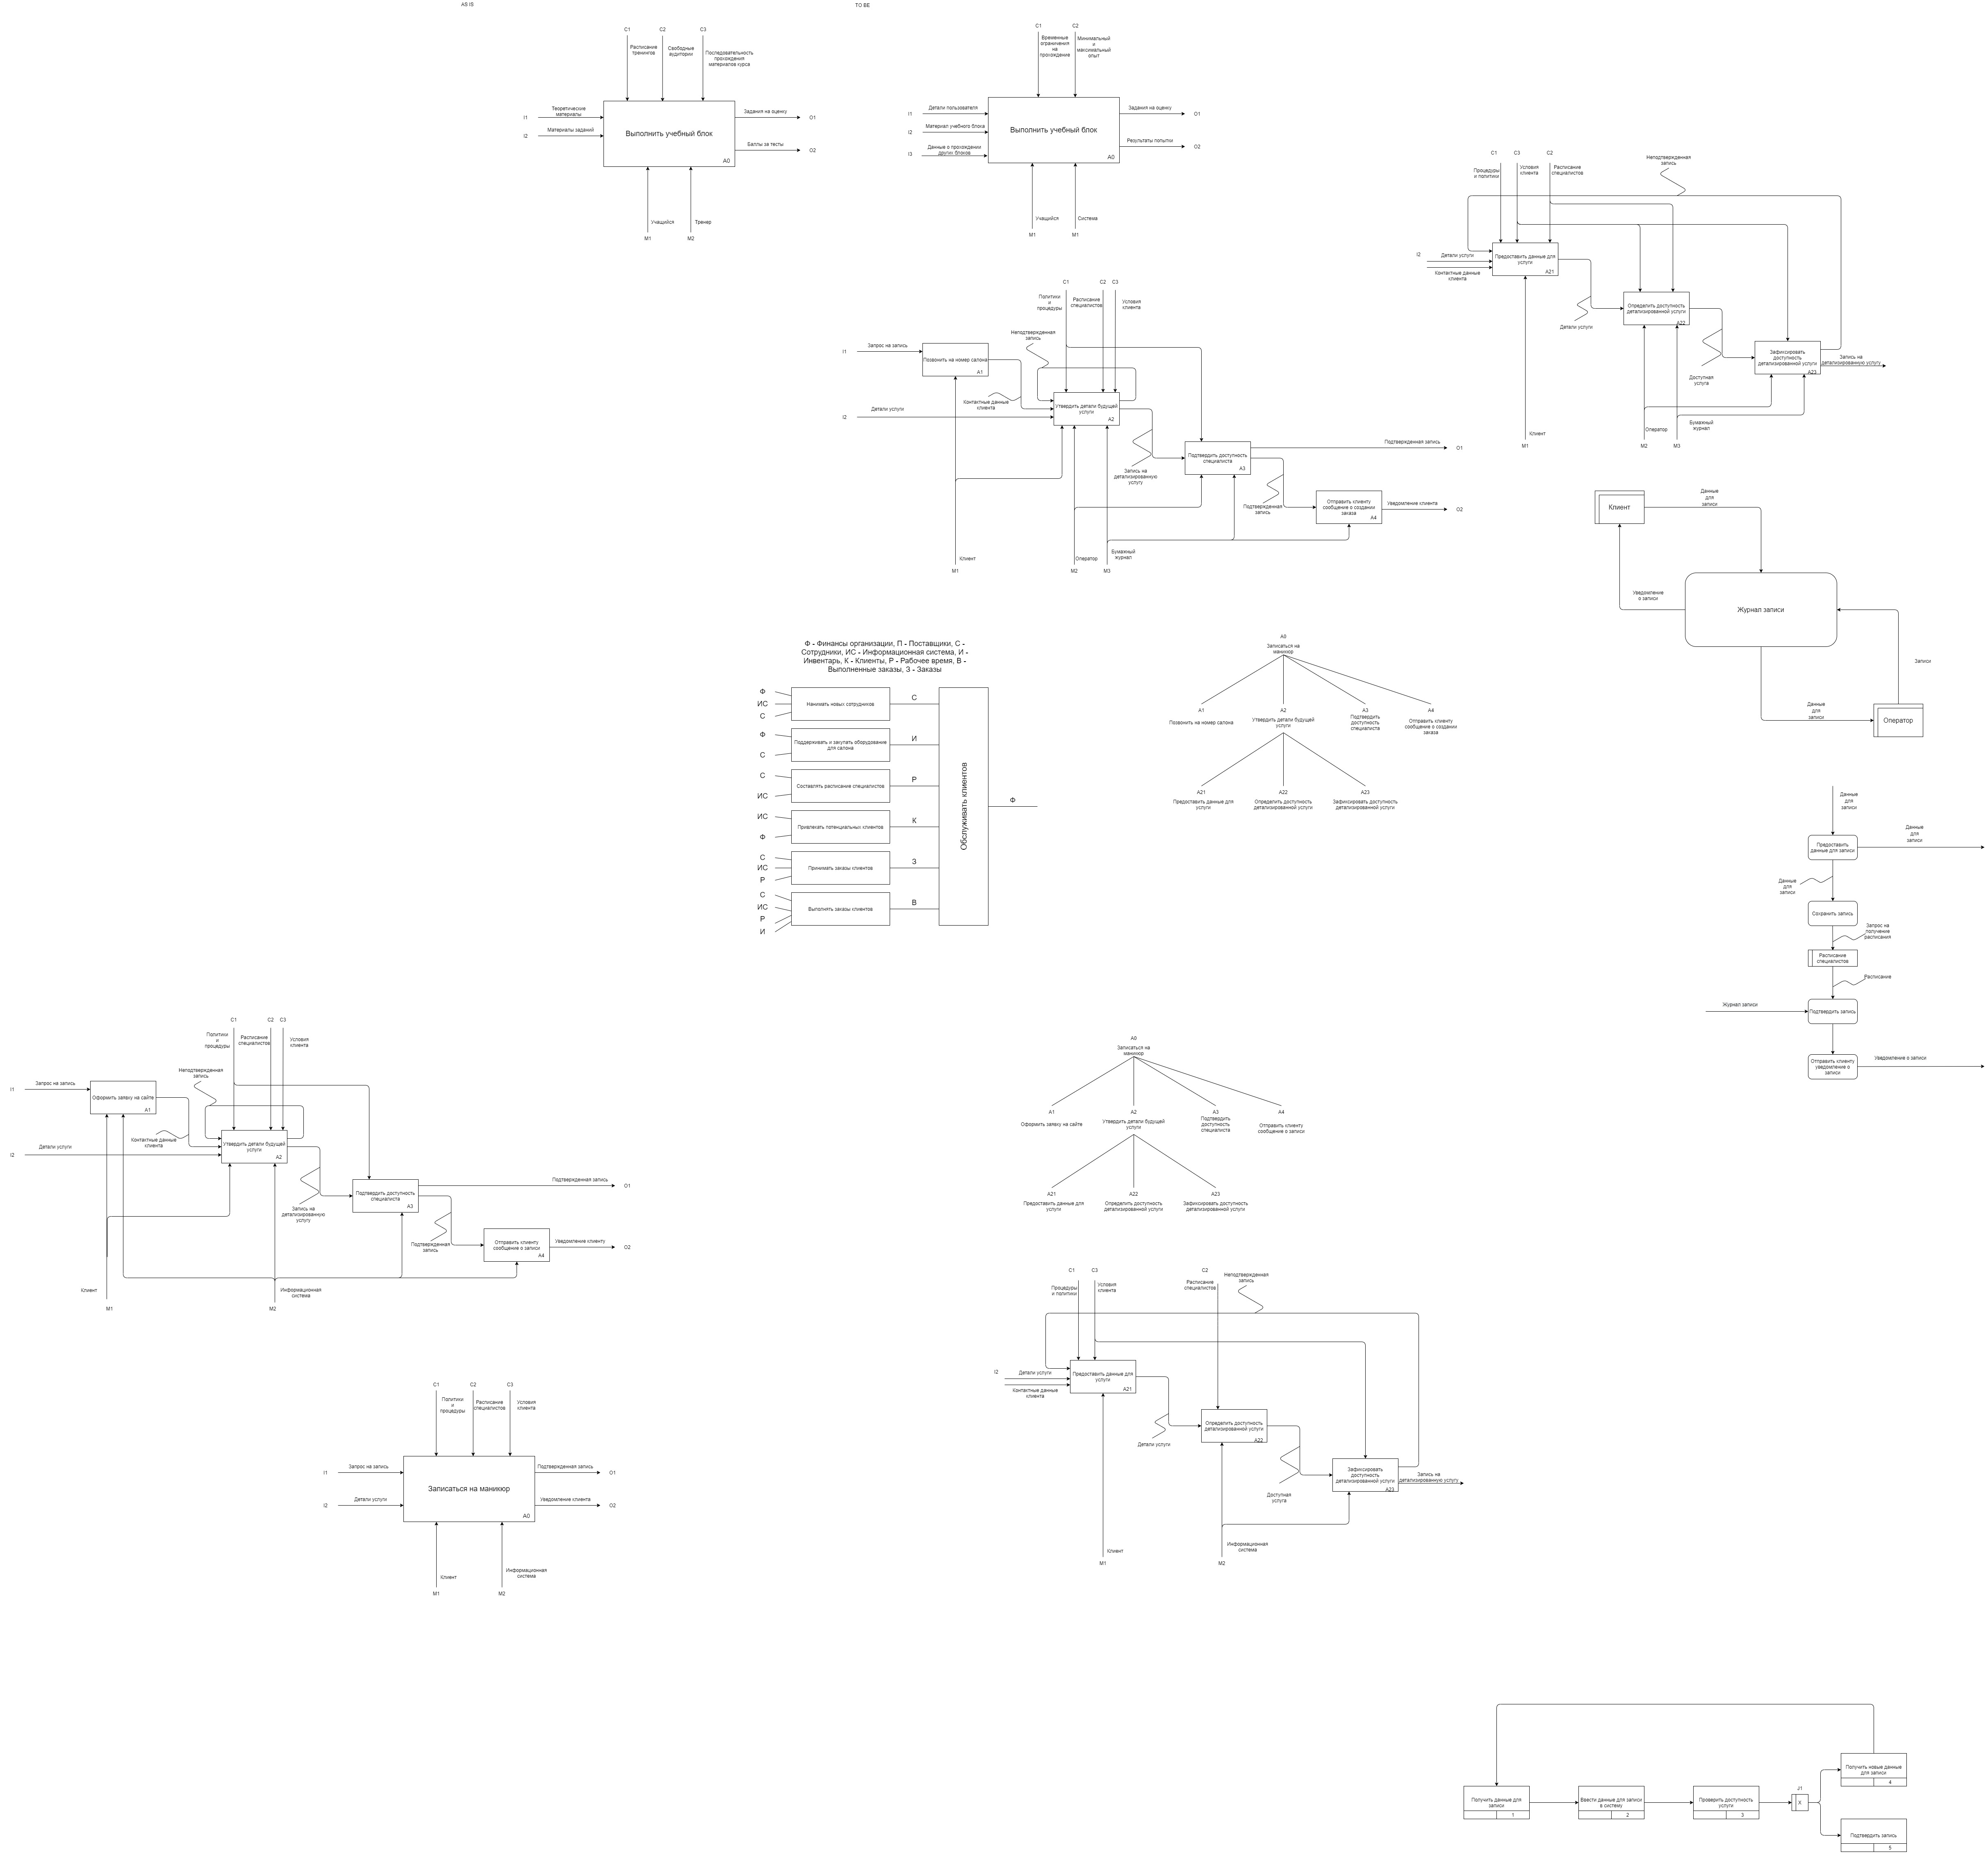 AS IS
TO BE
C1
C2
C3
Расписание
тренингов
Свободные
аудитории
Последовательность
прохождения
материалов курса
I1
Теоретические
материалы
I2
Материалы заданий
Выполнить учебный блок
A0
Задания на оценку
O1
Баллы за тесты
O2
Учащийся
Тренер
M1
M2
C1
C2
Временные
ограничения
на
прохождение
Минимальный
и
максимальный
опыт
I1
Детали пользователя
I2
Материал учебного блоса
I3
Данные о прохождении
других блоков
Выполнить учебный блок
A0
Задания на оценку
O1
Результаты попытки
O2
Учащийся
Система
M1
M1
Неподтвержденная
запись
C1
C3
C2
Процедуры
и политики
Условия
клиента
Расписание
специалистов
I2
Детали услуги
Контактные данные
клиента
Предоставить данные для
услуги
A21
Детали услуги
Определить доступность
детализированной услуги
A22
Доступная
услуга
Зафиксировать
доступность
детализированной услуги
A23
Запись на
детализированную услугу
Клиент
M1
Оператор
M2
Бумажный
журнал
M3
C1
C2
C3
Политики
и
процедуры
Расписание
специалистов
Условия
клиента
Неподтвержденная
запись
I1
Запрос на запись
Позвонить на номер салона
A1
Контактные данные
клиента
I2
Детали услуги
Утвердить детали будущей
услуги
A2
Запись на
детализированную
услугу
Подтвердить доступность
специалиста
A3
Подтвержденная запись
O1
Подтвержденная
запись
Отправить клиенту
сообщение о создании
заказа
A4
Уведомление клиента
O2
Клиент
M1
Оператор
M2
Бумажный
журнал
M3
Клиент
Данные
для
записи
Уведомление
о записи
Журнал записи
Записи
Данные
для
записи
Оператор
Ф - Финансы организации, П - Поставщики, С -
Сотрудники, ИС - Информационная система, И -
Инвентарь, К - Клиенты, Р - Рабочее время, В -
Выполненные заказы, З - Заказы
Ф
ИС
С
Нанимать новых сотрудников
С
Ф
С
Поддерживать и закупать оборудование
для салона
И
С
ИС
Составлять расписание специалистов
Р
ИС
Ф
Привлекать потенциальных клиентов
К
С
ИС
Р
Принимать заказы клиентов
З
С
ИС
Р
И
Выполнять заказы клиентов
В
Обслуживать клиентов
Ф
A0
Записаться на
маникюр
A1
Позвонить на номер салона
A2
Утвердить детали будущей
услуги
A3
Подтвердить
доступность
специалиста
A4
Отправить клиенту
сообщение о создании
заказа
A21
Предоставить данные для
услуги
A22
Определить доступность
детализированной услуги
A23
Зафиксировать доступность
детализированной услуги
Данные
для
записи
Предоставить
данные для записи
Данные
для
записи
Данные
для
записи
Сохранить запись
Запрос на
получение
расписания
Расписание
специалистов
Расписание
Журнал записи
Подтвердить запись
Отправить клиенту
уведомление о
записи
Уведомление о записи
C1
C2
C3
Политики
и
процедуры
Расписание
специалистов
Условия
клиента
Неподтвержденная
запись
I1
Запрос на запись
Оформить заявку на сайте
A1
Контактные данные
клиента
I2
Детали услуги
Утвердить детали будущей
услуги
A2
Запись на
детализированную
услугу
Подтвердить доступность
специалиста
A3
Подтвержденная запись
O1
Подтвержденная
запись
Отправить клиенту
сообщение о записи
A4
Уведомление клиенту
O2
Клиент
M1
Информационная
система
M2
A0
Записаться на
маникюр
A1
Оформить заявку на сайте
A2
Утвердить детали будущей
услуги
A3
Подтвердить
доступность
специалиста
A4
Отправить клиенту
сообщение о записи
A21
Предоставить данные для
услуги
A22
Определить доступность
детализированной услуги
A23
Зафиксировать доступность
детализированной услуги
C1
C3
C2
Процедуры
и политики
Условия
клиента
Расписание
специалистов
Неподтвержденная
запись
I2
Детали услуги
Контактные данные
клиента
Предоставить данные для
услуги
A21
Детали услуги
Определить доступность
детализированной услуги
A22
Доступная
услуга
Зафиксировать
доступность
детализированной услуги
A23
Запись на
детализированную услугу
Клиент
M1
Информационная
система
M2
C1
C2
C3
Политики
и
процедуры
Расписание
специалистов
Условия
клиента
I1
Запрос на запись
I2
Детали услуги
Записаться на маникюр
A0
Подтвержденная запись
O1
Уведомление клиента
O2
Клиент
M1
Информационная
система
M2
Получить данные для
записи
1
Ввести данные для записи
в систему
2
Проверить доступность
услуги
3
J1
X
Получить новые данные
для записи
4
Подтвердить запись
5